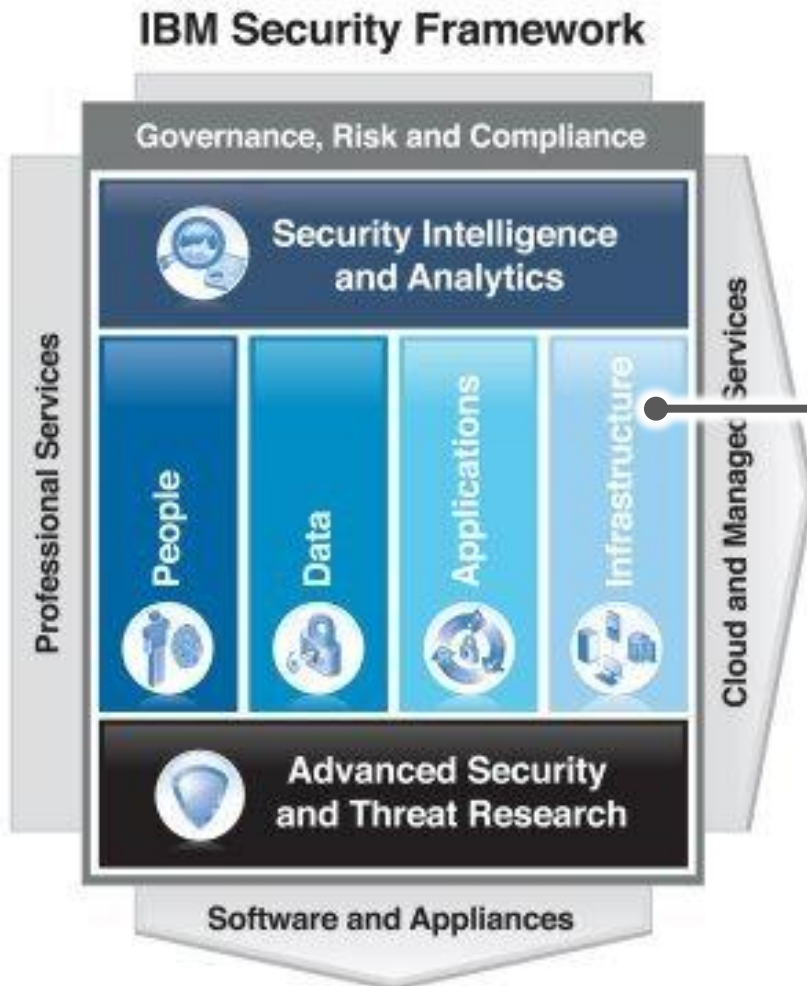 IBM Security Framework
Governance, Risk and Compliance
Security Intelligence
and Analytics
Professional Services
People
Data
Applications
Infrastructure
Cloud and Managed Services
Advanced Security
and Threat Research
Software and Appliances